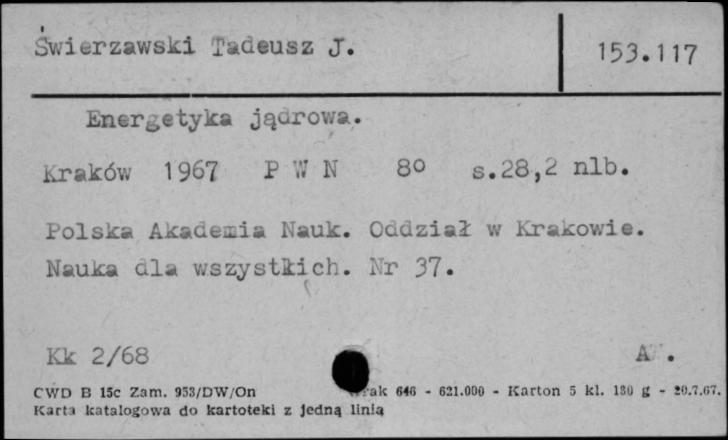 Świerzawski Tadeusz J. 153.117
Energetyka jądrowa.
Kraków 1967 P W N 8o s.28,2 nlb.
Polska Akademia Nauk. Oddział w Krakowie.
Nauka dla wszystkich. Nr 37.
Kk 2/68 A .
CWD B 15c Zam. 953/DW/On ak 646 - 621.000 - Karton 5 kl. 180 g - 20.7.67.
Karta katalogowa do kartoteki z jedną linią